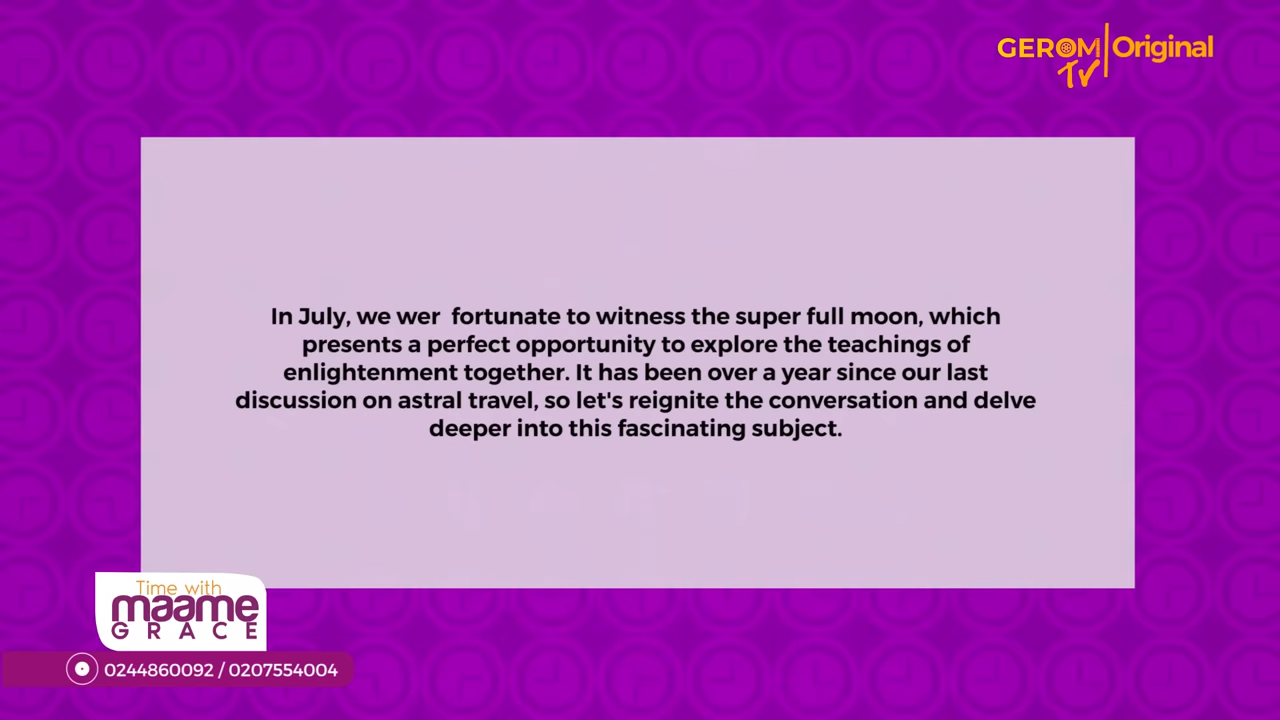 GEROM TV | Original
In July, we wer  fortunate to witness the super full moon, which
presents a perfect opportunity to explore the teachings of
enlightenment together. It has been over a year since our last
discussion on astral travel, so let's reignite the conversation and delve
deeper into this fascinating subject.
Time with
maame
GRACE
0244860092 / 0207554004